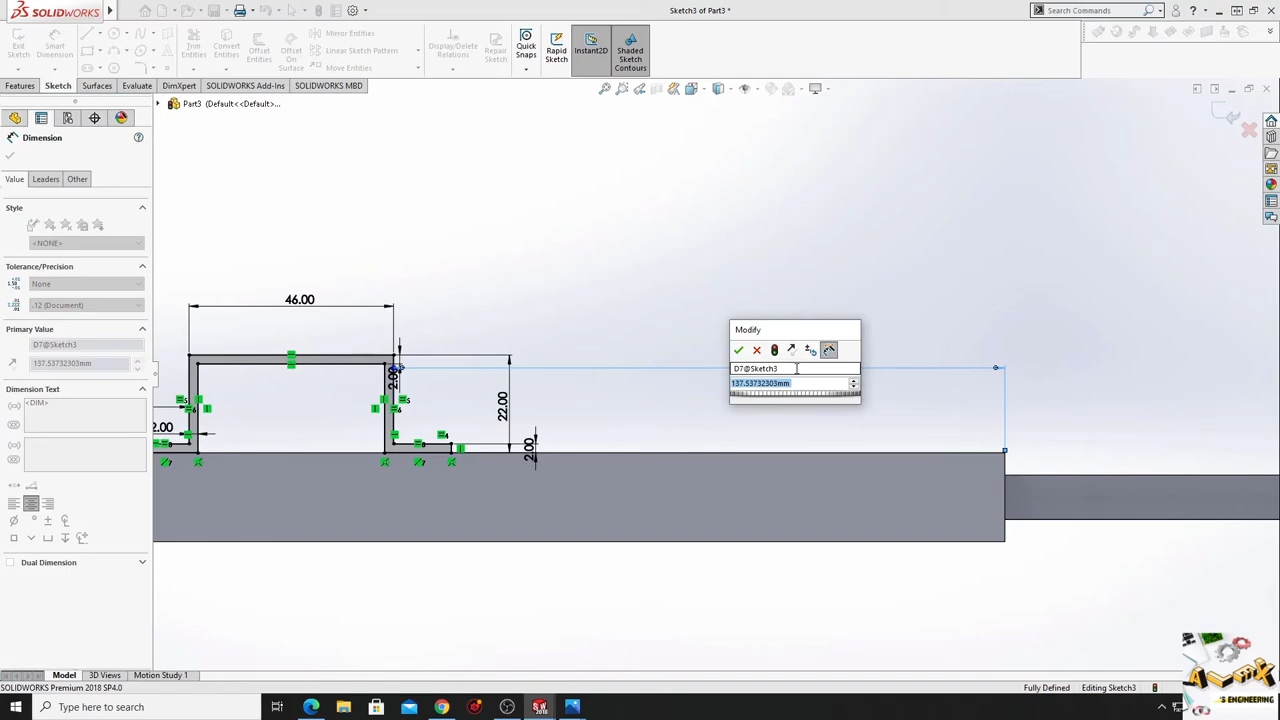 SOLIDWORKS
Sketch3 of Part3 *
Search Commands
Exit Sketch
Smart Dimension
Trim Entities
Convert Entities
Offset Entities
Offset On Surface
Mirror Entities
Linear Sketch Pattern
Move Entities
Display/Delete Relations
Repair Sketch
Quick Snaps
Rapid Sketch
Instant2D
Shaded Sketch Contours
Features
Sketch
Surfaces
Evaluate
DimXpert
SOLIDWORKS Add-Ins
SOLIDWORKS MBD
Part3 (Default<<Default>...
Dimension
Value
Leaders
Other
Style
<NONE>
Tolerance/Precision
None
.12 (Document)
Primary Value
D7@Sketch3
137.53732303mm
Dimension Text
<DIM>
Dual Dimension
46.00
2.00
22.00
2.00
2.00
Modify
D7@Sketch3
137.53732303mm
Model
3D Views
Motion Study 1
SOLIDWORKS Premium 2018 SP4.0
Fully Defined
Editing Sketch3
Type here to search
'S ENGINEERING